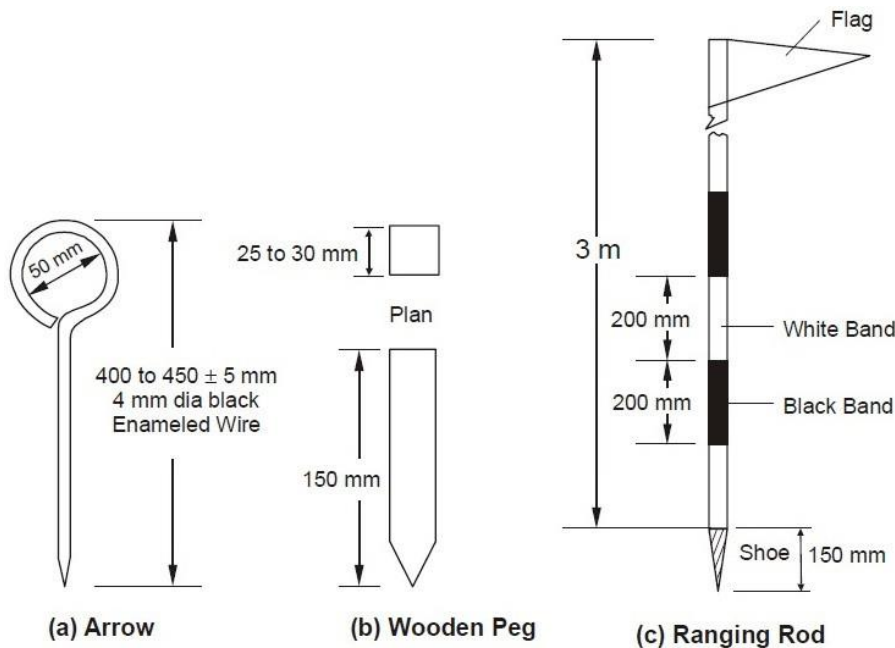 Flag
50 mm
25 to 30 mm
3 m
Plan
200 mm
White Band
400 to 450 ± 5 mm
4 mm dia black
Enameled Wire
200 mm
Black Band
150 mm
Shoe
150 mm
(a) Arrow
(b) Wooden Peg
(c) Ranging Rod